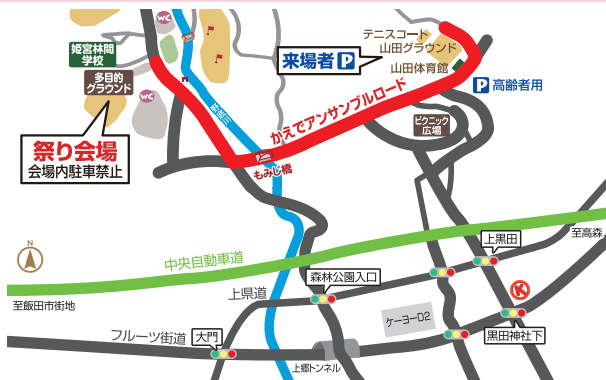 WC
テニスコート
山田グラウンド
山田体育館
来場者 P
P 高齢者用
姫宮林間
学校
多目的
グラウンド
WC
かえでアンサンブルロード
ピクニック
広場
祭り会場
会場内駐車禁止
もみじ橋
上黒田
至高森
N
中央自動車道
森林公園入口
上県道
至飯田市街地
K
ケーヨーD2
フルーツ街道
大門
黒田神社下
上郷トンネル